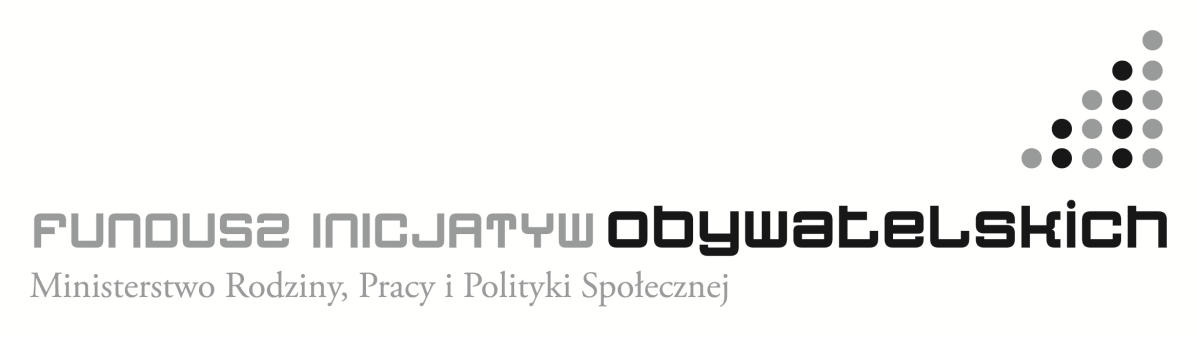 FUNDUSZ INICJATYW obywatelskich
Ministerstwo Rodziny, Pracy i Polityki Społecznej